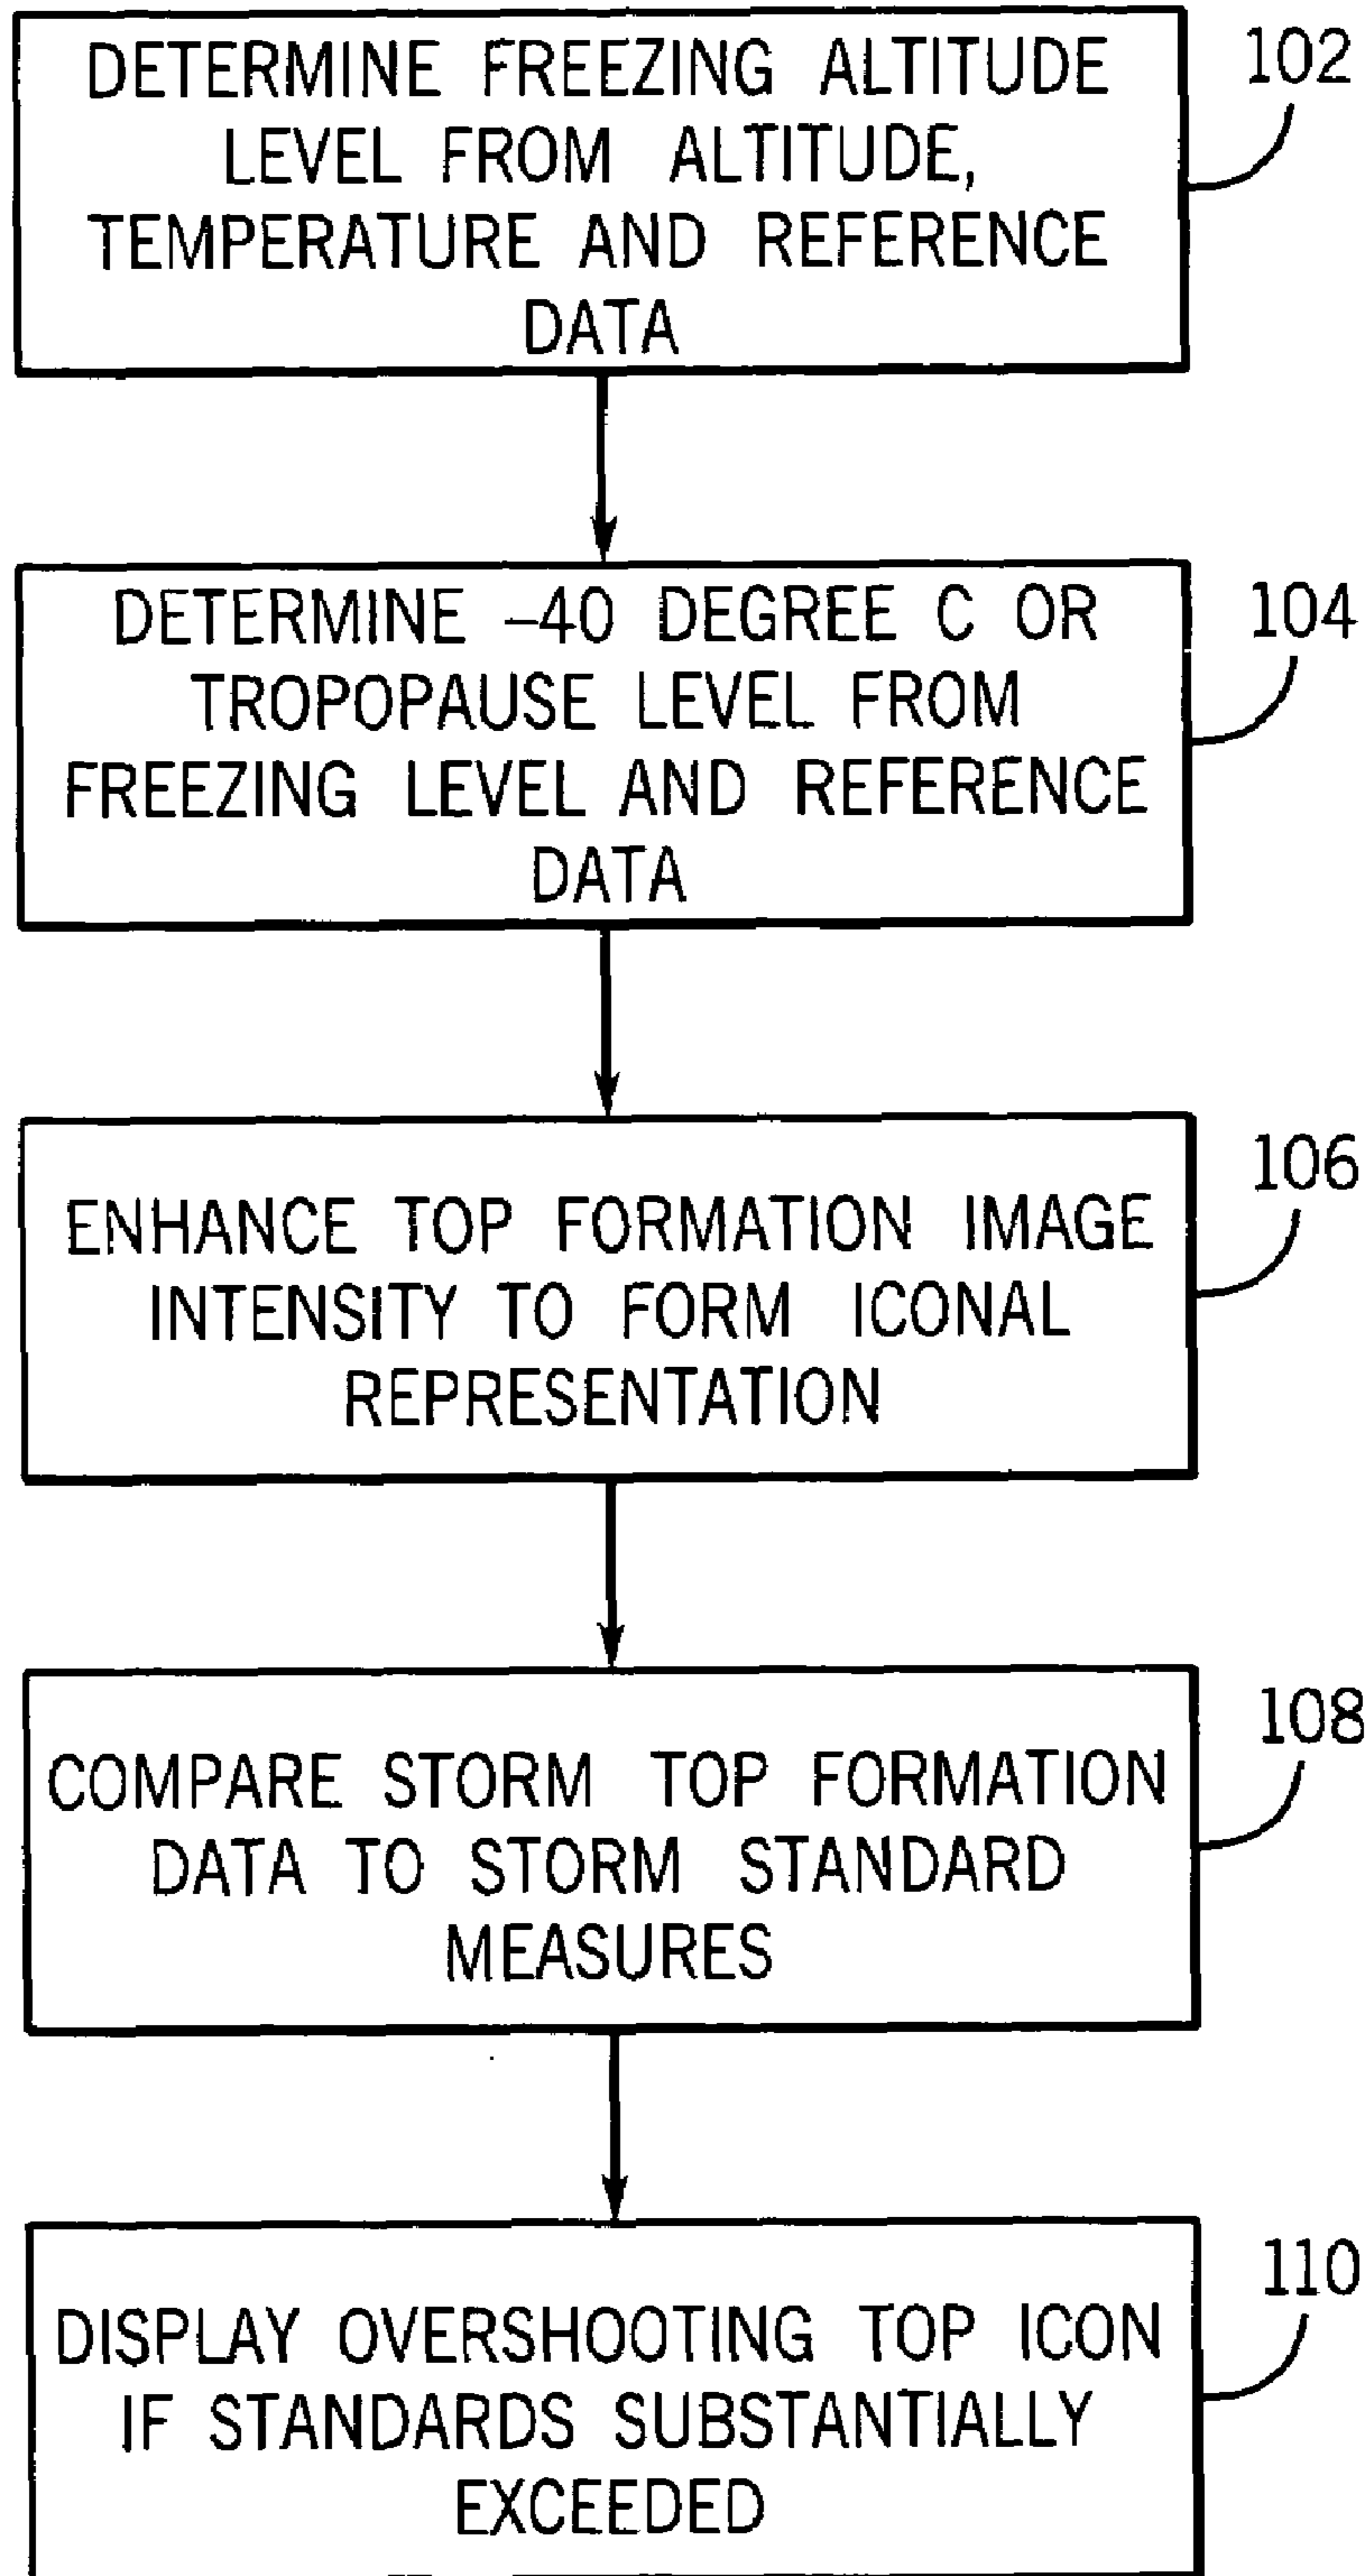 DETERMINE FREEZING ALTITUDE
LEVEL FROM ALTITUDE,
TEMPERATURE AND REFERENCE
DATA
102
DETERMINE –40 DEGREE C OR
TROPOPAUSE LEVEL FROM
FREEZING LEVEL AND REFERENCE
DATA
104
ENHANCE TOP FORMATION IMAGE
INTENSITY TO FORM ICONAL
REPRESENTATION
106
COMPARE STORM TOP FORMATION
DATA TO STORM STANDARD
MEASURES
108
DISPLAY OVERSHOOTING TOP ICON
IF STANDARDS SUBSTANTIALLY
EXCEEDED
110